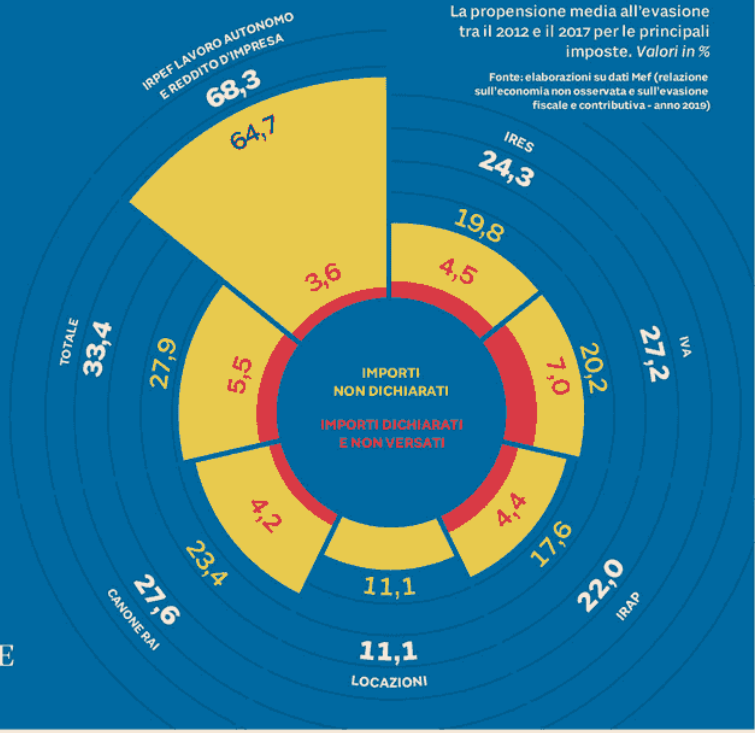 La propensione media all'evasione
tra il 2012 e il 2017 per le principali
imposte. Valori in %
Fonte: elaborazioni su dati Mef (relazione
sull'economia non osservata e sull'evasione
fiscale e contributiva - anno 2019)
IRPEF LAVORO AUTONOMO
E REDDITO D'IMPRESA
68,3
64,7
3,6
IRES
24,3
19,8
4,5
IVA
27,2
20,2
7,0
IRAP
22,0
17,6
4,4
LOCAZIONI
11,1
11,1
CANONE RAI
27,6
23,4
4,2
TOTALE
33,4
27,9
5,5
IMPORTI
NON DICHIARATI
IMPORTI DICHIARATI
E NON VERSATI
E